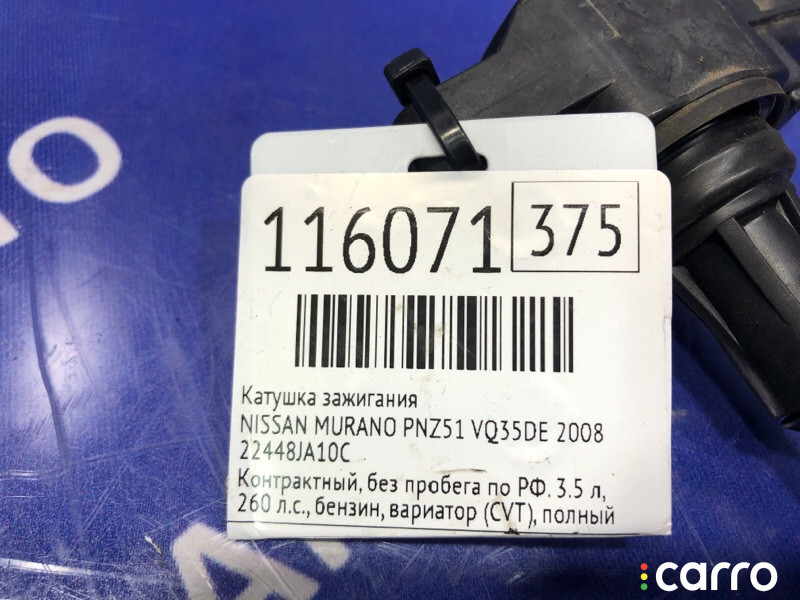 116071 375
Катушка зажигания
NISSAN MURANO PNZ51 VQ35DE 2008
22448JA10C
Контрактный, без пробега по РФ. 3.5 л,
260 л.с., бензин, вариатор (CVT), полный
carro